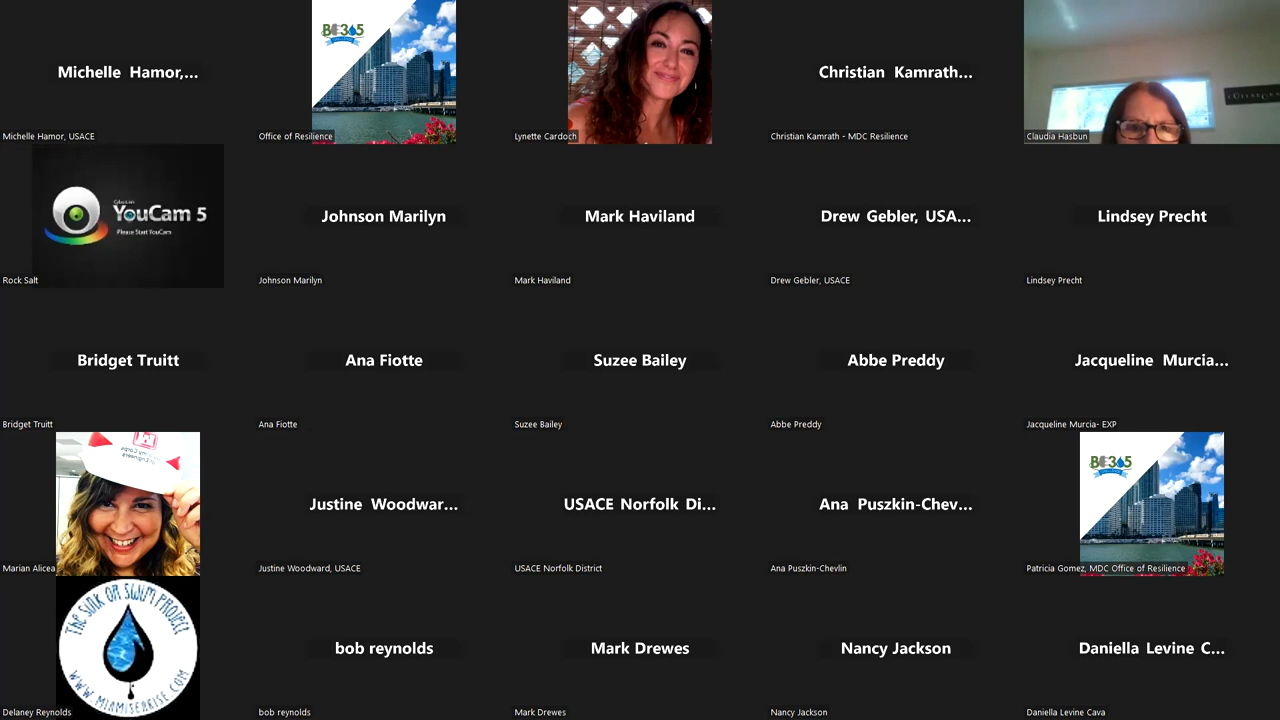 Michelle Hamor,...
Michelle Hamor, USACE
BE365
Office of Resilience
Lynette Cardoch
Christian Kamrath...
Christian Kamrath - MDC Resilience
Claudia Hasbun
CyberLink
YouCam 5
Please Start YouCam
Rock Salt
Johnson Marilyn
Johnson Marilyn
Mark Haviland
Mark Haviland
Drew Gebler, USA...
Drew Gebler, USACE
Lindsey Precht
Lindsey Precht
Bridget Truitt
Bridget Truitt
Ana Fiotte
Ana Fiotte
Suzee Bailey
Suzee Bailey
Abbe Preddy
Abbe Preddy
Jacqueline Murcia...
Jacqueline Murcia- EXP
Marian Alicea
Justine Woodwar...
Justine Woodward, USACE
USACE Norfolk Di...
USACE Norfolk District
Ana Puszkin-Chev...
Ana Puszkin-Chevlin
BE365
Patricia Gomez, MDC Office of Resilience
THE SINK OR SWIM PROJECT
WWW.MIAMISEARISE.COM
Delaney Reynolds
bob reynolds
bob reynolds
Mark Drewes
Mark Drewes
Nancy Jackson
Nancy Jackson
Daniella Levine C...
Daniella Levine Cava